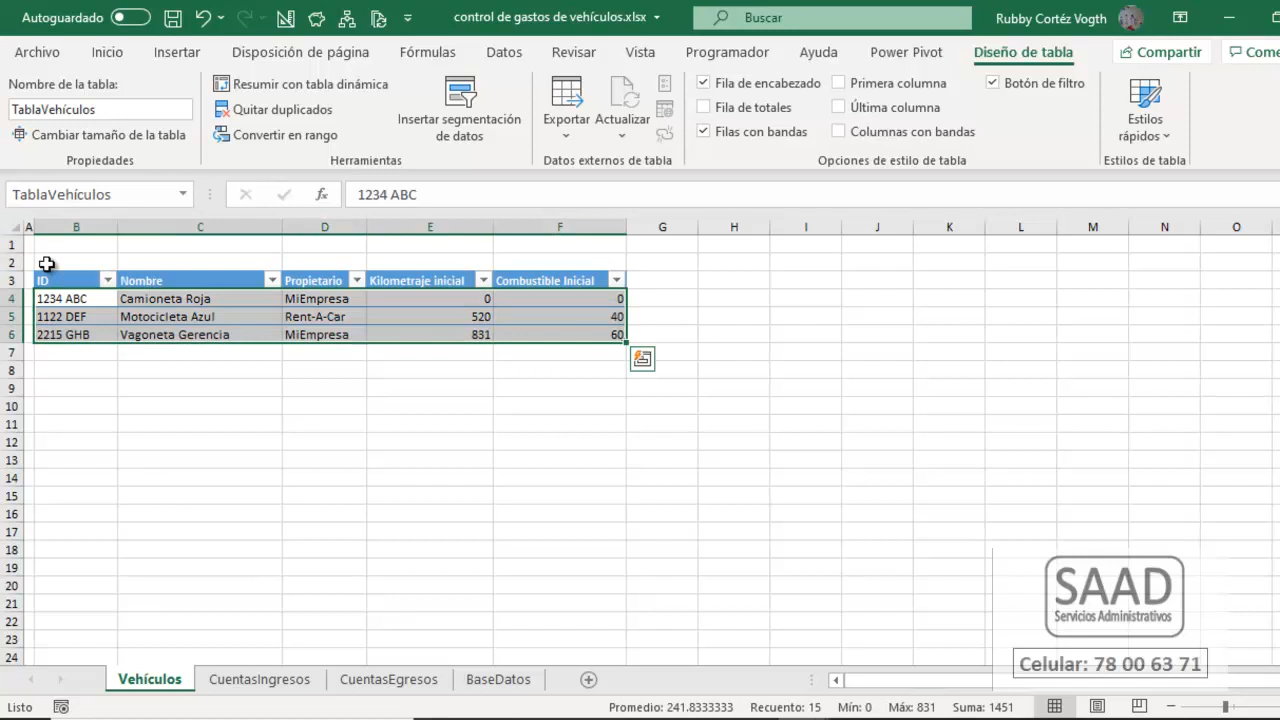 Autoguardado
control de gastos de vehículos.xlsx
Buscar
Rubby Cortéz Vogth
Archivo Inicio Insertar Disposición de página Fórmulas Datos Revisar Vista Programador Ayuda Power Pivot Diseño de tabla Compartir Come
Nombre de la tabla:
TablaVehículos
Cambiar tamaño de la tabla
Propiedades
Resumir con tabla dinámica
Quitar duplicados
Convertir en rango
Insertar segmentación
de datos
Herramientas
Exportar
Actualizar
Datos externos de tabla
Fila de encabezado
Fila de totales
Filas con bandas
Primera columna
Última columna
Columnas con bandas
Botón de filtro
Opciones de estilo de tabla
Estilos
rápidos
Estilos de tabla
TablaVehículos fx 1234 ABC
A B C D E F G H I J K L M N O
1
2
3 ID Nombre Propietario Kilometraje inicial Combustible Inicial
4 1234 ABC Camioneta Roja MiEmpresa 0 0
5 1122 DEF Motocicleta Azul Rent-A-Car 520 40
6 2215 GHB Vagoneta Gerencia MiEmpresa 831 60
7
8
9
10
11
12
13
14
15
16
17
18
19
20
21
22
23
24
SAAD
Servicios Administrativos
Celular: 78 00 63 71
Vehículos CuentasIngresos CuentasEgresos BaseDatos
Listo Promedio: 241.8333333 Recuento: 15 Mín: 0 Máx: 831 Suma: 1451